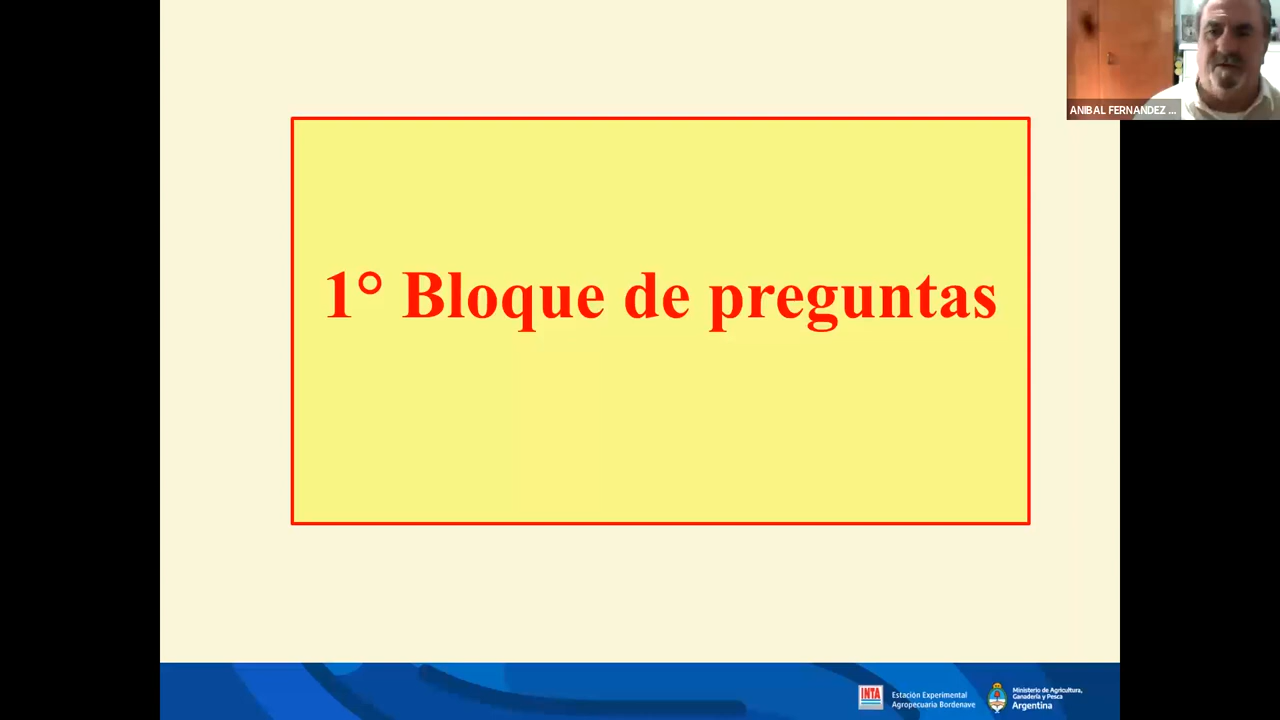 ANIBAL FERNANDEZ ...
1° Bloque de preguntas
INTA
Estación Experimental
Agropecuaria Bordenave
Ministerio de Agricultura,
Ganadería y Pesca
Argentina